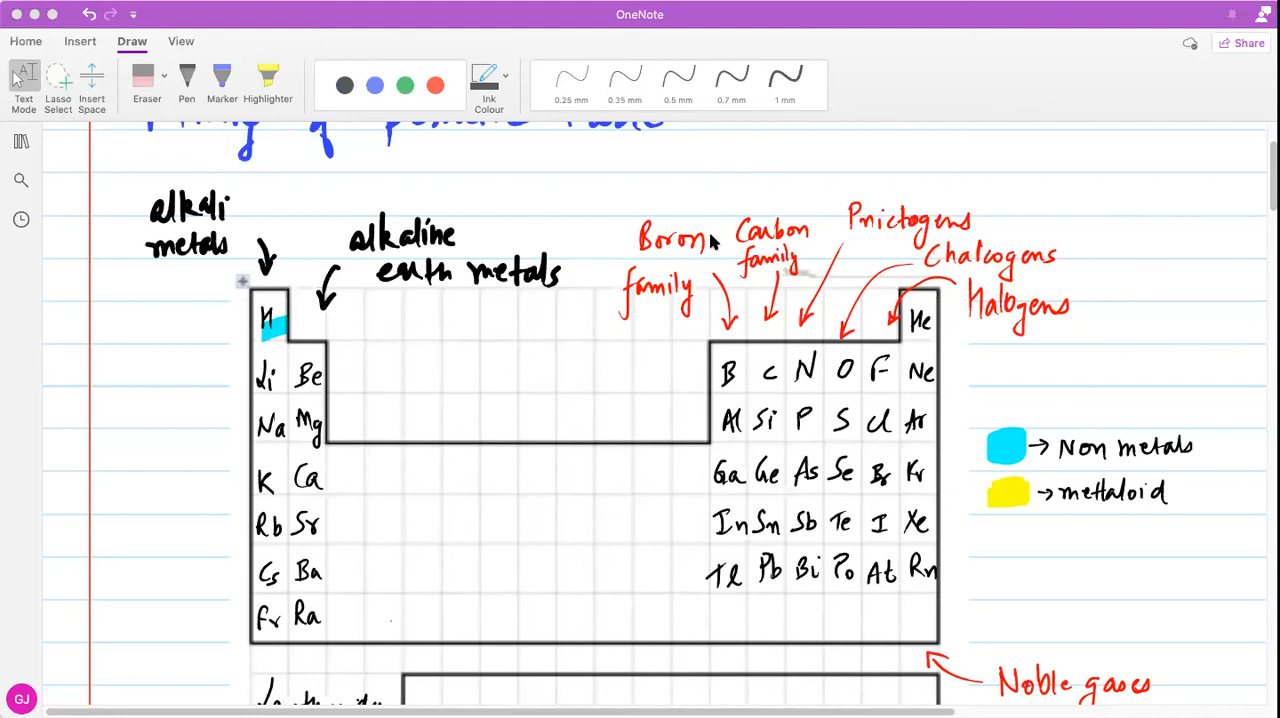 OneNote
Home Insert Draw View
Share
Text Mode
Lasso Select
Insert Space
Eraser
Pen
Marker
Highlighter
0.25 mm
0.35 mm
0.5 mm
0.7 mm
1 mm
Ink Colour
of Periodic Table
alkali
metals
alkaline
earth metals
Boron
family
Carbon
family
Pnictogens
Chalcogens
Halogens
H He
Li Be B C N O F Ne
Na Mg Al Si P S Cl Ar
K Ca Ga Ge As Se Br Kr
Rb Sr In Sn Sb Te I Xe
Cs Ba Tl Pb Bi Po At Rn
Fr Ra
→ Non metals
→ mettaloid
Noble gases
GJ